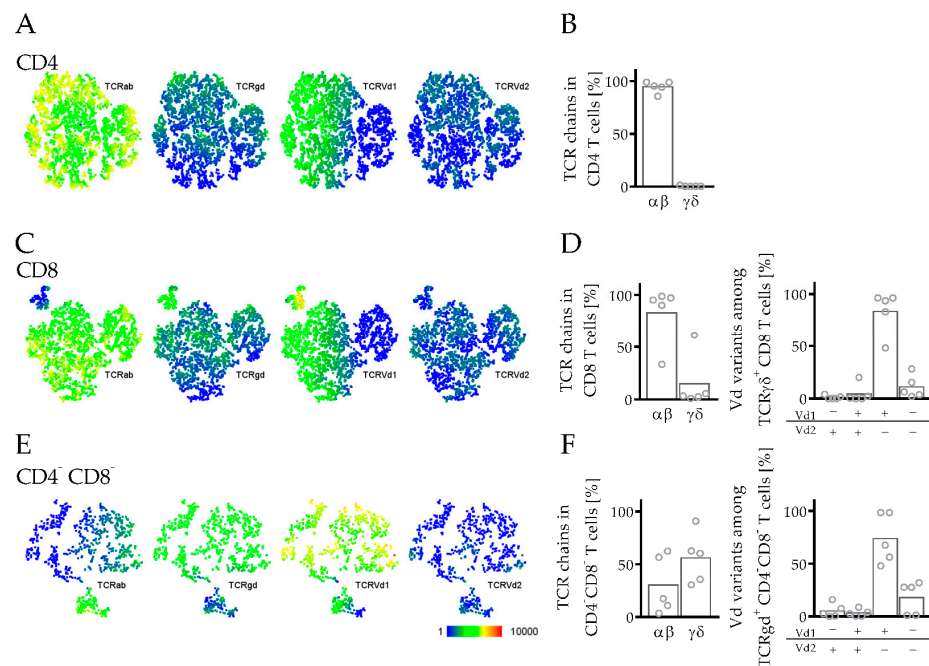 A
B
CD4
TCRab
TCRgd
TCRVd1
TCRVd2
TCR chains in
CD4 T cells [%]
100
50
0
αβ
γδ
C
D
CD8
TCRab
TCRgd
TCRVd1
TCRVd2
TCR chains in
CD8 T cells [%]
100
50
0
αβ
γδ
Vd variants among
TCRγδ+ CD8 T cells [%]
100
50
0
Vd1 − + + −
Vd2 + + − −
E
F
CD4- CD8-
TCRab
TCRgd
TCRVd1
TCRVd2
1 10000
TCR chains in
CD4-CD8- T cells [%]
100
50
0
αβ
γδ
Vd variants among
TCRgd+ CD4-CD8- T cells [%]
100
50
0
Vd1 − + + −
Vd2 + + − −